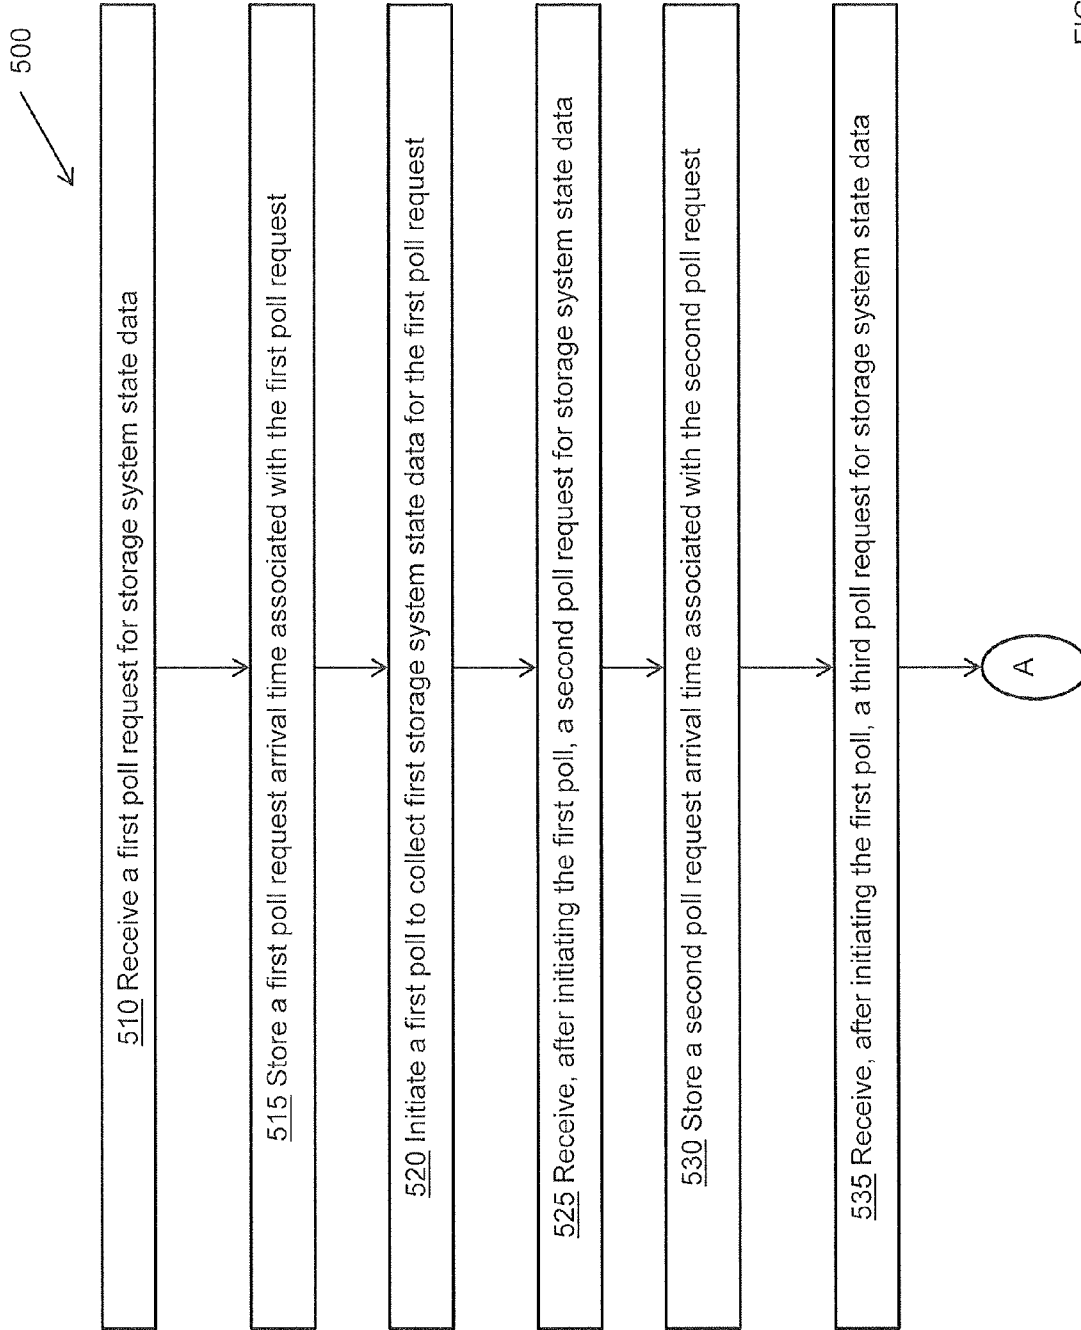 500
510 Receive a first poll request for storage system state data
515 Store a first poll request arrival time associated with the first poll request
520 Initiate a first poll to collect first storage system state data for the first poll request
525 Receive, after initiating the first poll, a second poll request for storage system state data
530 Store a second poll request arrival time associated with the second poll request
535 Receive, after initiating the first poll, a third poll request for storage system state data
A